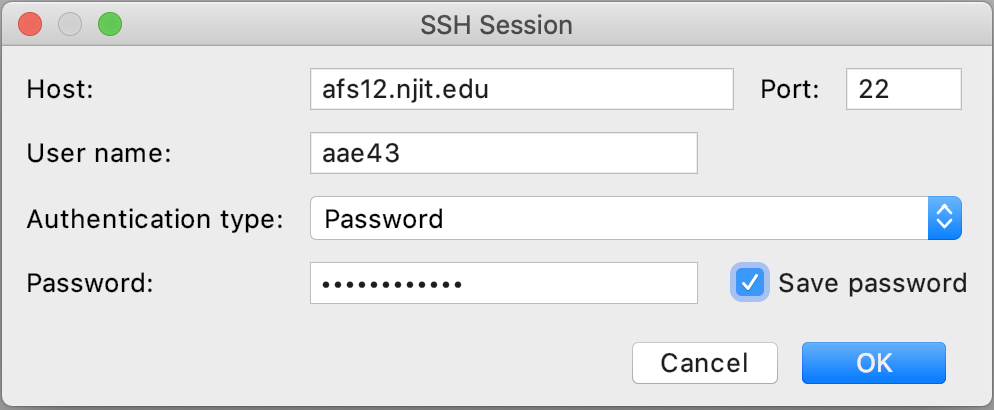 SSH Session
Host: afs12.njit.edu Port: 22
User name: aae43
Authentication type: Password
Password: ••••••••••••
Save password
Cancel OK